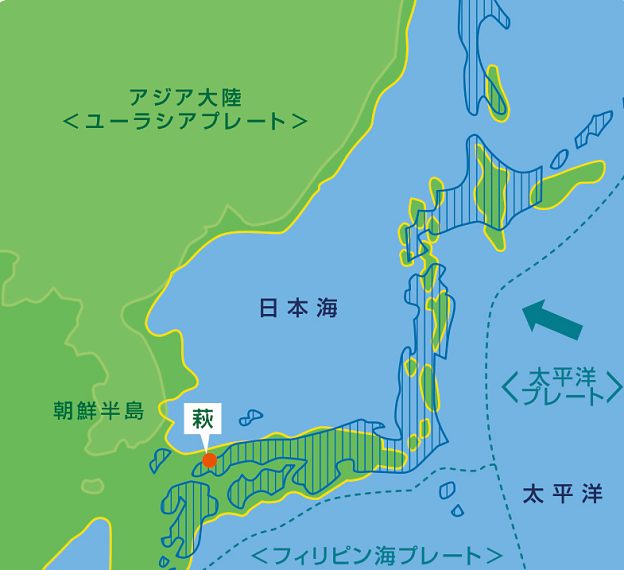 アジア大陸
<ユーラシアプレート>
日本海
朝鮮半島
萩
<太平洋
プレート>
太平洋
<フィリピン海プレート>